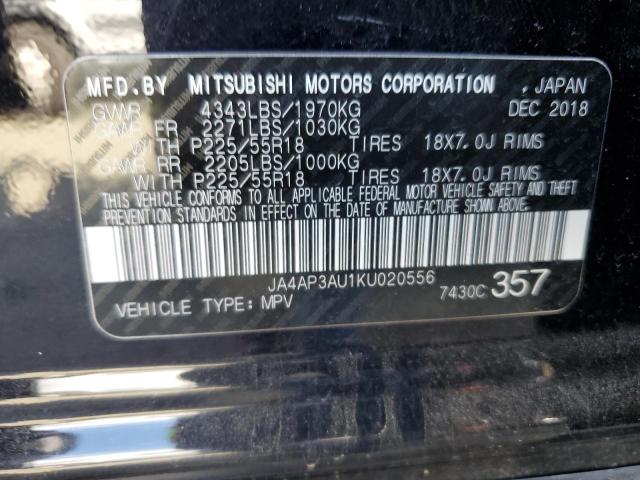 MFD.BY MITSUBISHI MOTORS CORPORATION , JAPAN
GVWR 4343LBS/1970KG DEC 2018
GAWR FR 2271LBS/1030KG
WITH P225/55R18 TIRES 18X7.0J RIMS
GAWR RR 2205LBS/1000KG
WITH P225/55R18 TIRES 18X7.0J RIMS
THIS VEHICLE CONFORMS TO ALL APPLICABLE FEDERAL MOTOR VEHICLE SAFETY AND THEFT
PREVENTION STANDARDS IN EFFECT ON THE DATE OF MANUFACTURE SHOWN ABOVE.
JA4AP3AU1KU020556
VEHICLE TYPE: MPV 7430C 357